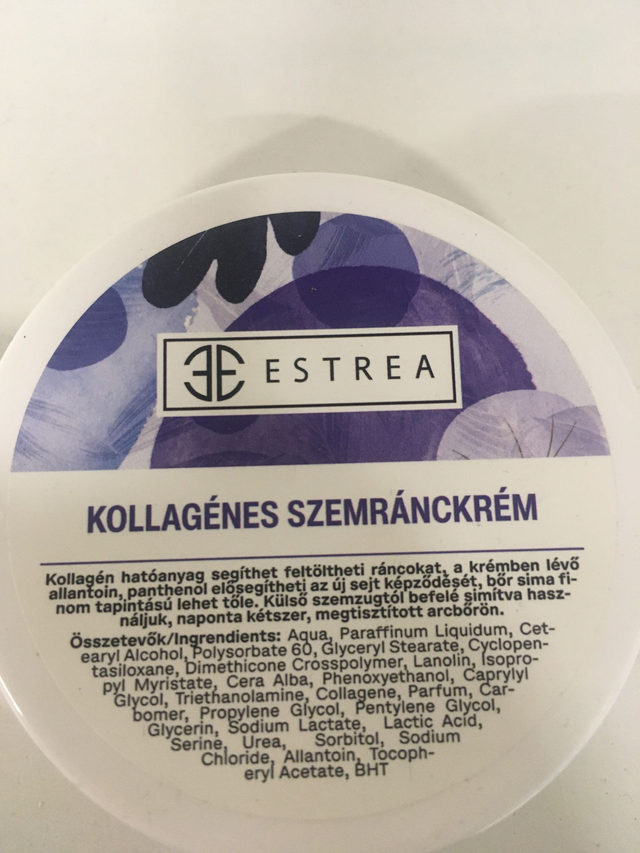 ESTREA
KOLLAGÉNES SZEMRÁNCKRÉM
Kollagén hatóanyag segíthet feltöltheti ráncokat, a krémben lévő
allantoin, panthenol elősegítheti az új sejt képződését, bőr sima fi-
nom tapintású lehet tőle. Külső szemzugtól befelé simítva hasz-
náljuk, naponta kétszer, megtisztított arcbőrön.
Összetevők/Ingredients: Aqua, Paraffinum Liquidum, Cet-
earyl Alcohol, Polysorbate 60, Glyceryl Stearate, Cyclopen-
tasiloxane, Dimethicone Crosspolymer, Lanolin, Isopro-
pyl Myristate, Cera Alba, Phenoxyethanol, Caprylyl
Glycol, Triethanolamine, Collagene, Parfum, Car-
bomer, Propylene Glycol, Pentylene Glycol,
Glycerin, Sodium Lactate, Lactic Acid,
Serine, Urea, Sorbitol, Sodium
Chloride, Allantoin, Tocoph-
eryl Acetate, BHT